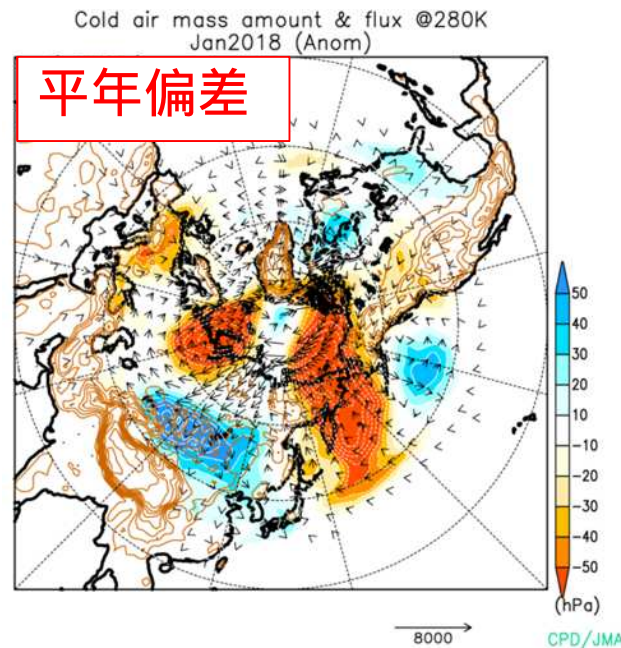 Cold air mass amount & flux @280K
Jan2018 (Anom)
平年偏差
50
40
30
20
10
-10
-20
-30
-40
-50
(hPa)
8000
CPD/JMA